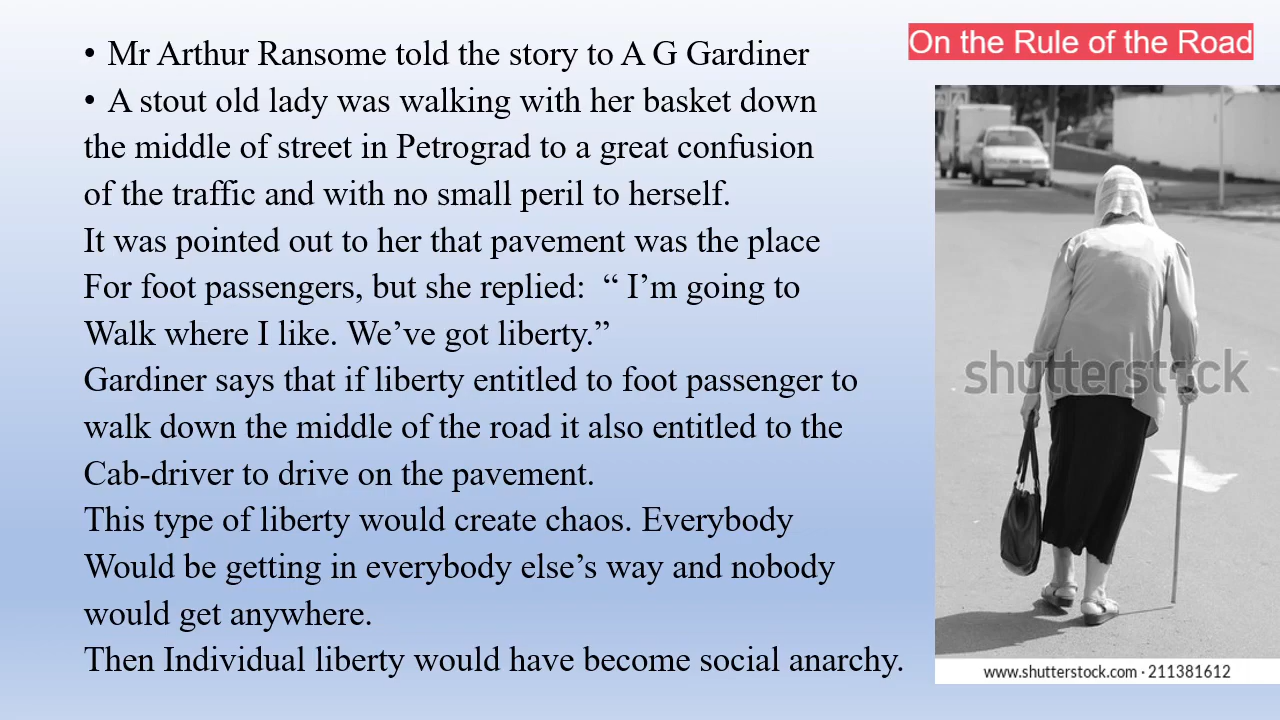 On the Rule of the Road
• Mr Arthur Ransome told the story to A G Gardiner
• A stout old lady was walking with her basket down
the middle of street in Petrograd to a great confusion
of the traffic and with no small peril to herself.
It was pointed out to her that pavement was the place
For foot passengers, but she replied:  “ I’m going to
Walk where I like. We’ve got liberty.”
Gardiner says that if liberty entitled to foot passenger to
walk down the middle of the road it also entitled to the
Cab-driver to drive on the pavement.
This type of liberty would create chaos. Everybody
Would be getting in everybody else’s way and nobody
would get anywhere.
Then Individual liberty would have become social anarchy.
shutterstock
www.shutterstock.com · 211381612